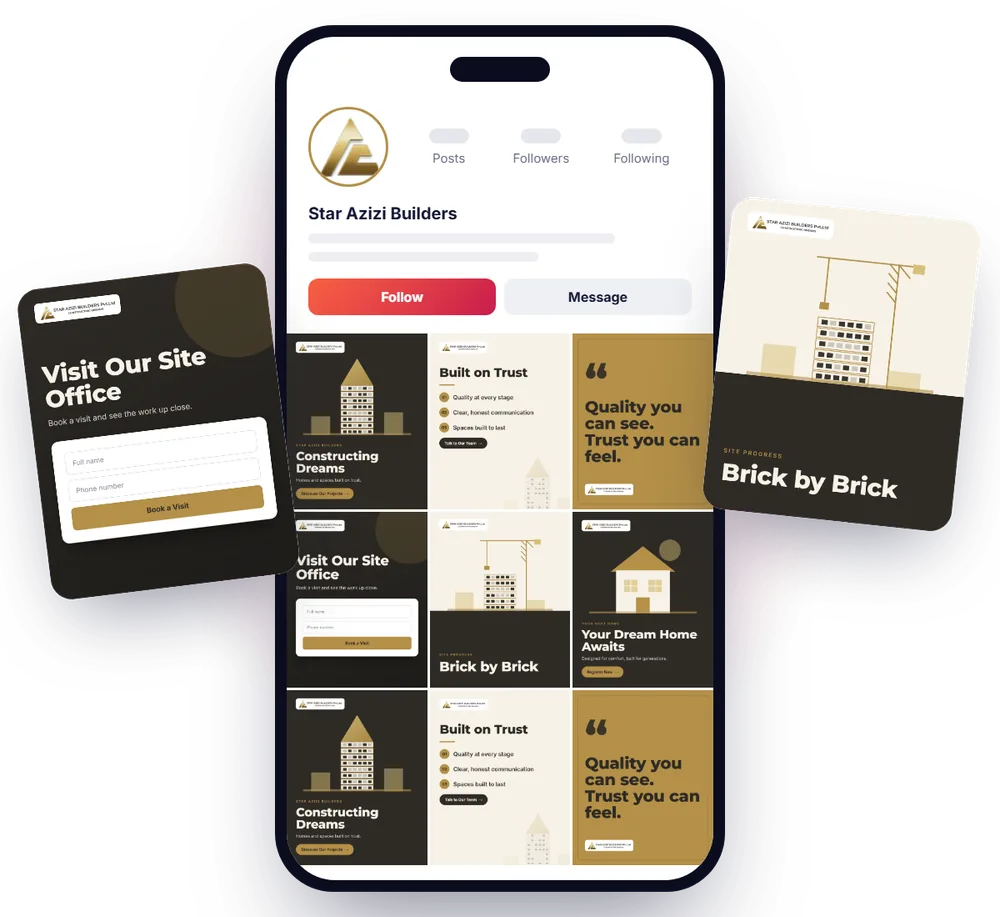 Posts
Followers
Following
Star Azizi Builders
Follow
Message
STAR AZIZI BUILDERS Pvt.Ltd
Visit Our Site
Office
Book a visit and see the work up close.
Full name
Phone number
Book a Visit
STAR AZIZI BUILDERS Pvt.Ltd
SITE PROGRESS
Brick by Brick
STAR AZIZI BUILDERS
Constructing
Dreams
Homes and spaces built on trust.
Discover Our Projects →
Built on Trust
01 Quality at every stage
02 Clear, honest communication
03 Spaces built to last
Talk to Our Team →
“
Quality you
can see.
Trust you can
feel.
Visit Our Site
Office
Book a visit and see the work up close.
Full name
Phone number
Book a Visit
SITE PROGRESS
Brick by Brick
YOUR NEXT HOME
Your Dream Home
Awaits
Designed for comfort, built for generations.
Register Now →
STAR AZIZI BUILDERS
Constructing
Dreams
Homes and spaces built on trust.
Discover Our Projects →
Built on Trust
01 Quality at every stage
02 Clear, honest communication
03 Spaces built to last
Talk to Our Team →
“
Quality you
can see.
Trust you can
feel.